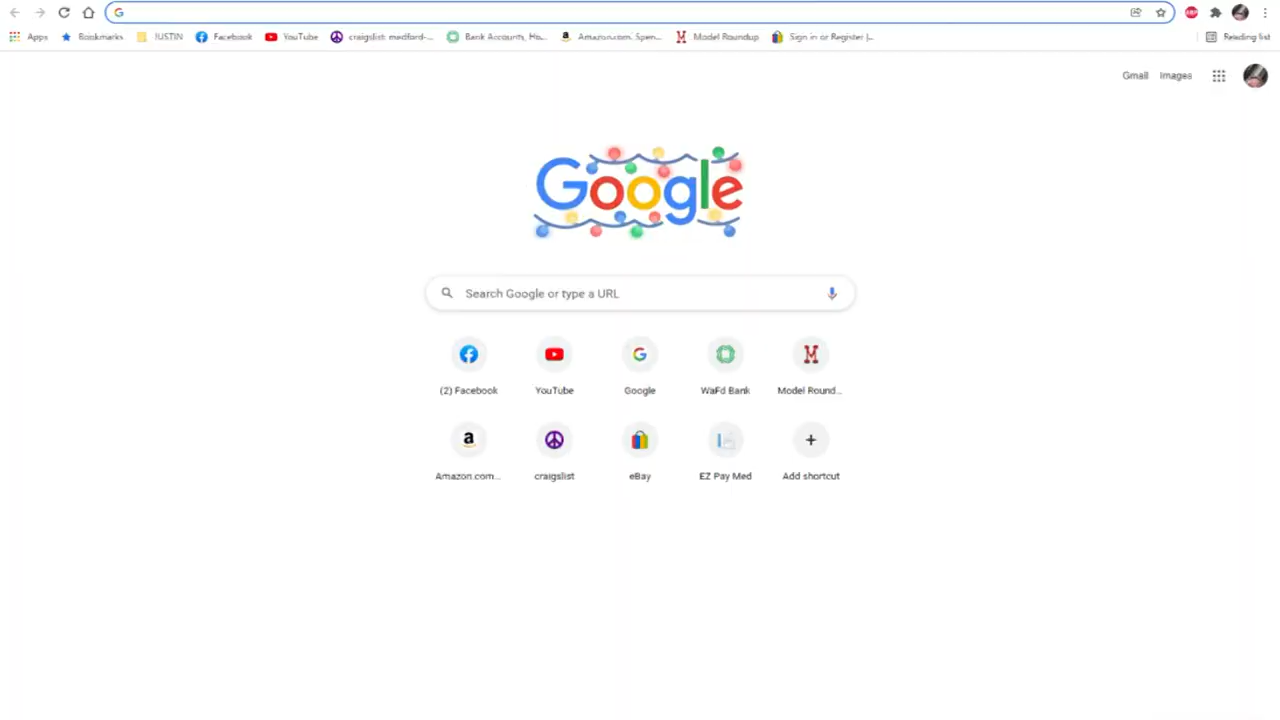 Apps Bookmarks JUSTIN Facebook YouTube craigslist: medford-... Bank Accounts, Ho... Amazon.com. Spen... Model Roundup Sign in or Register |... Reading list
Gmail Images
Google
Search Google or type a URL
(2) Facebook YouTube Google WaFd Bank Model Round...
Amazon.com... craigslist eBay EZ Pay Med Add shortcut